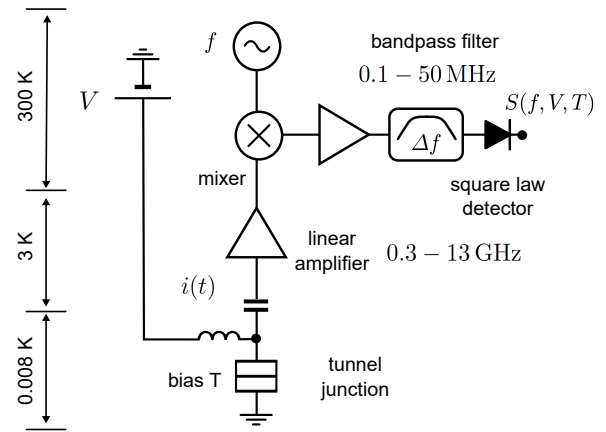 f
bandpass filter
0.1 − 50 MHz
300 K
V
S(f, V, T)
Δf
mixer
square law
detector
3 K
linear
amplifier
0.3 − 13 GHz
i(t)
0.008 K
bias T
tunnel
junction